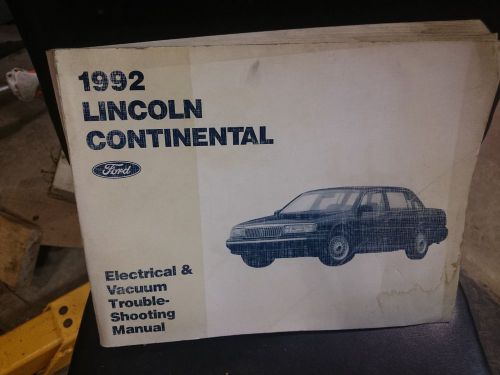 1992
LINCOLN
CONTINENTAL
Ford
Electrical &
Vacuum
Trouble-
Shooting
Manual